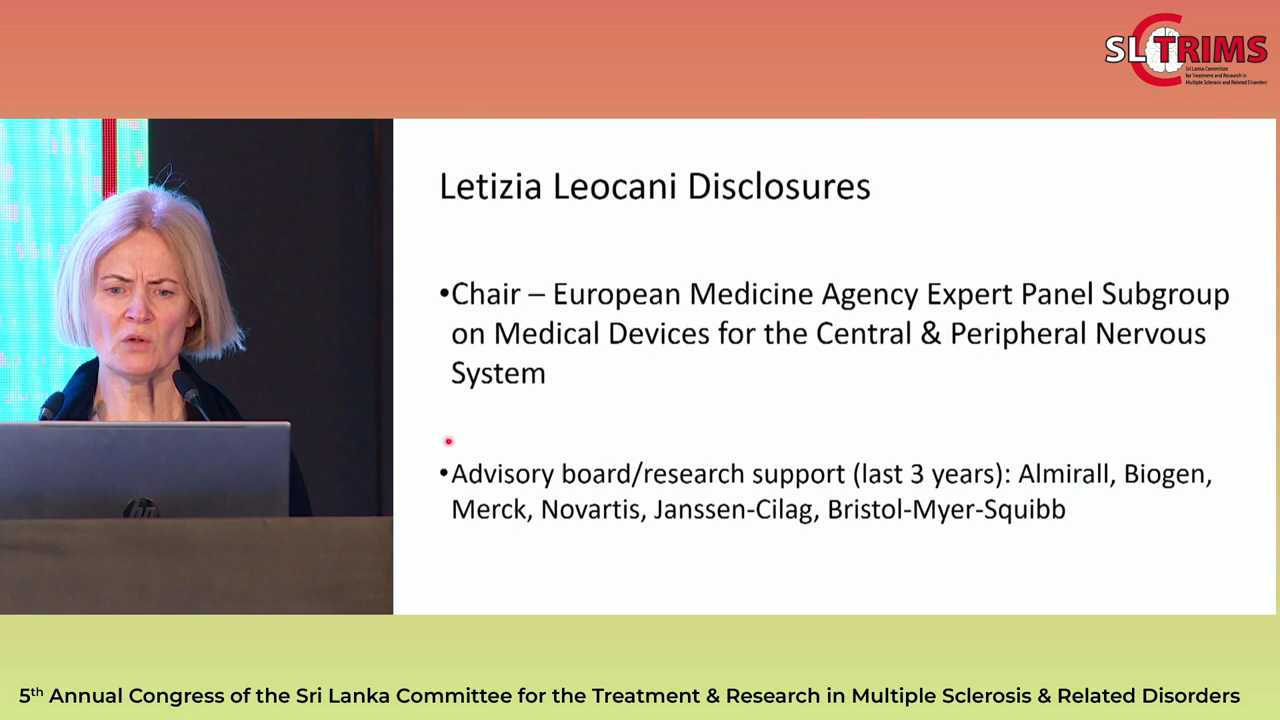 SLCTRIMS
Sri Lanka Committee
for Treatment and Research in
Multiple Sclerosis and Related Disorders
Letizia Leocani Disclosures
•Chair – European Medicine Agency Expert Panel Subgroup
on Medical Devices for the Central & Peripheral Nervous
System
•Advisory board/research support (last 3 years): Almirall, Biogen,
Merck, Novartis, Janssen-Cilag, Bristol-Myer-Squibb
hp
5th Annual Congress of the Sri Lanka Committee for the Treatment & Research in Multiple Sclerosis & Related Disorders